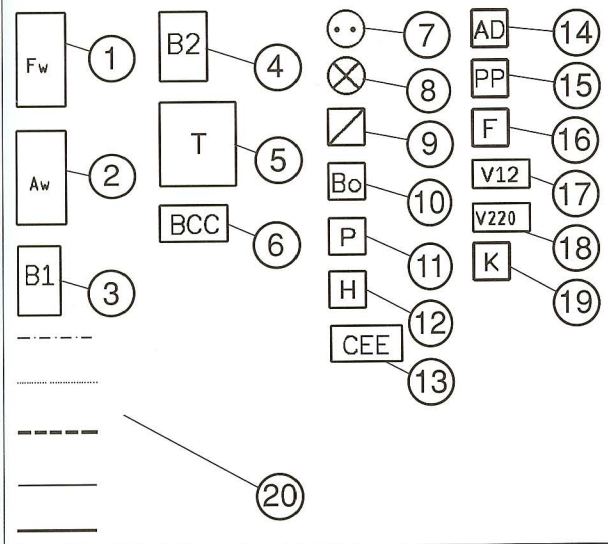 Fw 1
Aw 2
B1 3
B2 4
T 5
BCC 6
7
8
9
Bo 10
P 11
H 12
CEE 13
AD 14
PP 15
F 16
V12 17
V220 18
K 19
20